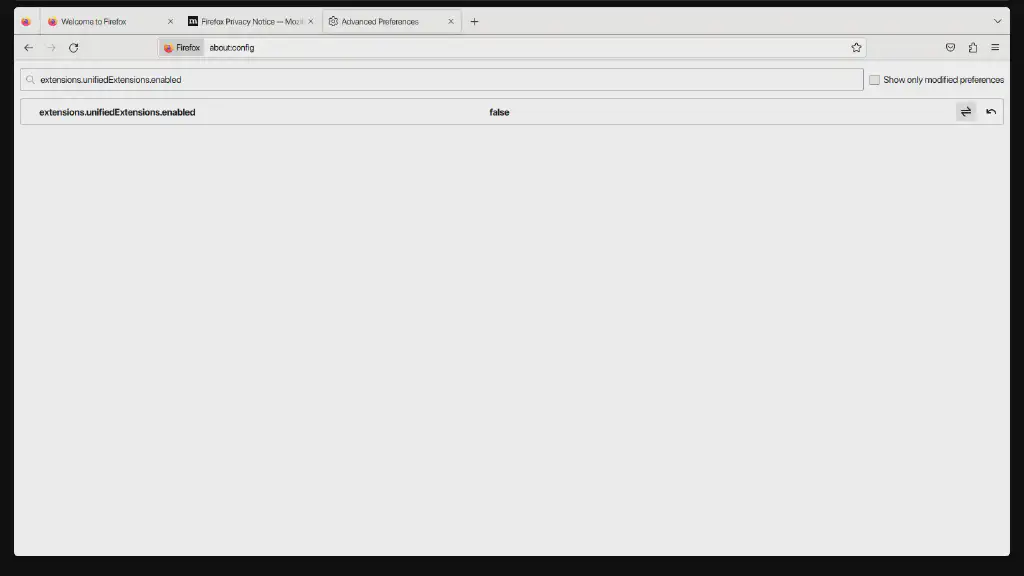 Welcome to Firefox
Firefox Privacy Notice — Mozil
Advanced Preferences
Firefox about:config
extensions.unifiedExtensions.enabled
Show only modified preferences
extensions.unifiedExtensions.enabled false